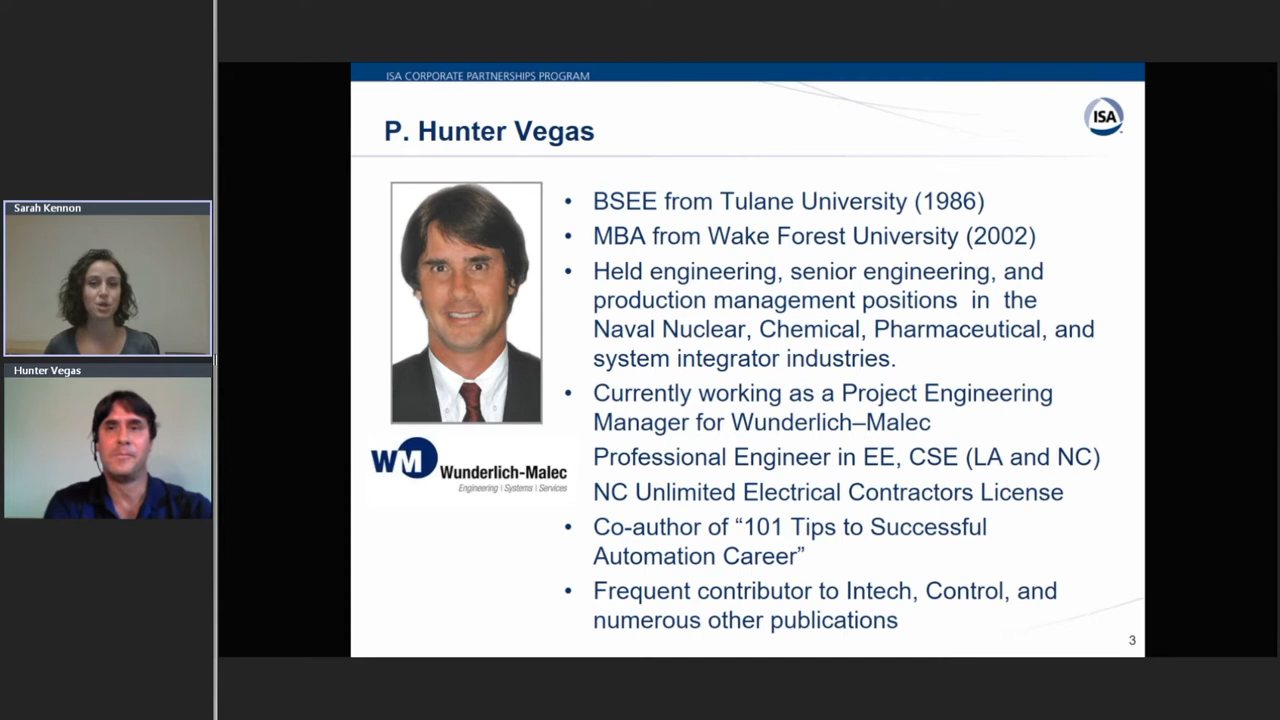 Sarah Kennon
Hunter Vegas
ISA CORPORATE PARTNERSHIPS PROGRAM
ISA
P. Hunter Vegas
• BSEE from Tulane University (1986)
• MBA from Wake Forest University (2002)
• Held engineering, senior engineering, and
production management positions in the
Naval Nuclear, Chemical, Pharmaceutical, and
system integrator industries.
• Currently working as a Project Engineering
Manager for Wunderlich–Malec
Professional Engineer in EE, CSE (LA and NC)
NC Unlimited Electrical Contractors License
• Co-author of “101 Tips to Successful
Automation Career”
• Frequent contributor to Intech, Control, and
numerous other publications
WM Wunderlich-Malec
Engineering \ Systems \ Services
3